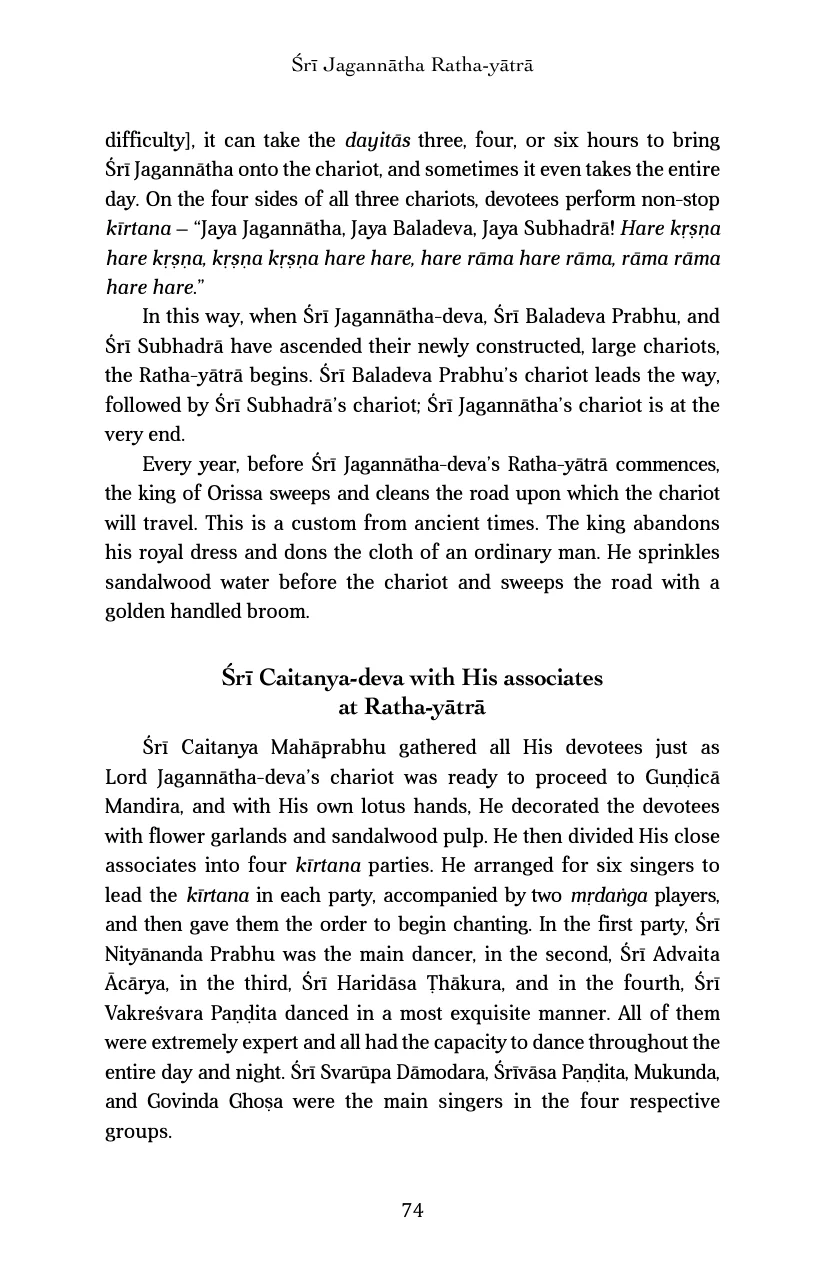 Śrī Jagannātha Ratha-yātrā
difficulty], it can take the dayitās three, four, or six hours to bring
Śrī Jagannātha onto the chariot, and sometimes it even takes the entire
day. On the four sides of all three chariots, devotees perform non-stop
kīrtana – “Jaya Jagannātha, Jaya Baladeva, Jaya Subhadrā! Hare kṛṣṇa
hare kṛṣṇa, kṛṣṇa kṛṣṇa hare hare, hare rāma hare rāma, rāma rāma
hare hare.”
In this way, when Śrī Jagannātha-deva, Śrī Baladeva Prabhu, and
Śrī Subhadrā have ascended their newly constructed, large chariots,
the Ratha-yātrā begins. Śrī Baladeva Prabhu’s chariot leads the way,
followed by Śrī Subhadrā’s chariot; Śrī Jagannātha’s chariot is at the
very end.
Every year, before Śrī Jagannātha-deva’s Ratha-yātrā commences,
the king of Orissa sweeps and cleans the road upon which the chariot
will travel. This is a custom from ancient times. The king abandons
his royal dress and dons the cloth of an ordinary man. He sprinkles
sandalwood water before the chariot and sweeps the road with a
golden handled broom.
Śrī Caitanya-deva with His associates
at Ratha-yātrā
Śrī Caitanya Mahāprabhu gathered all His devotees just as
Lord Jagannātha-deva’s chariot was ready to proceed to Guṇḍicā
Mandira, and with His own lotus hands, He decorated the devotees
with flower garlands and sandalwood pulp. He then divided His close
associates into four kīrtana parties. He arranged for six singers to
lead the kīrtana in each party, accompanied by two mṛdaṅga players,
and then gave them the order to begin chanting. In the first party, Śrī
Nityānanda Prabhu was the main dancer, in the second, Śrī Advaita
Ācārya, in the third, Śrī Haridāsa Ṭhākura, and in the fourth, Śrī
Vakreśvara Paṇḍita danced in a most exquisite manner. All of them
were extremely expert and all had the capacity to dance throughout the
entire day and night. Śrī Svarūpa Dāmodara, Śrīvāsa Paṇḍita, Mukunda,
and Govinda Ghoṣa were the main singers in the four respective
groups.
74